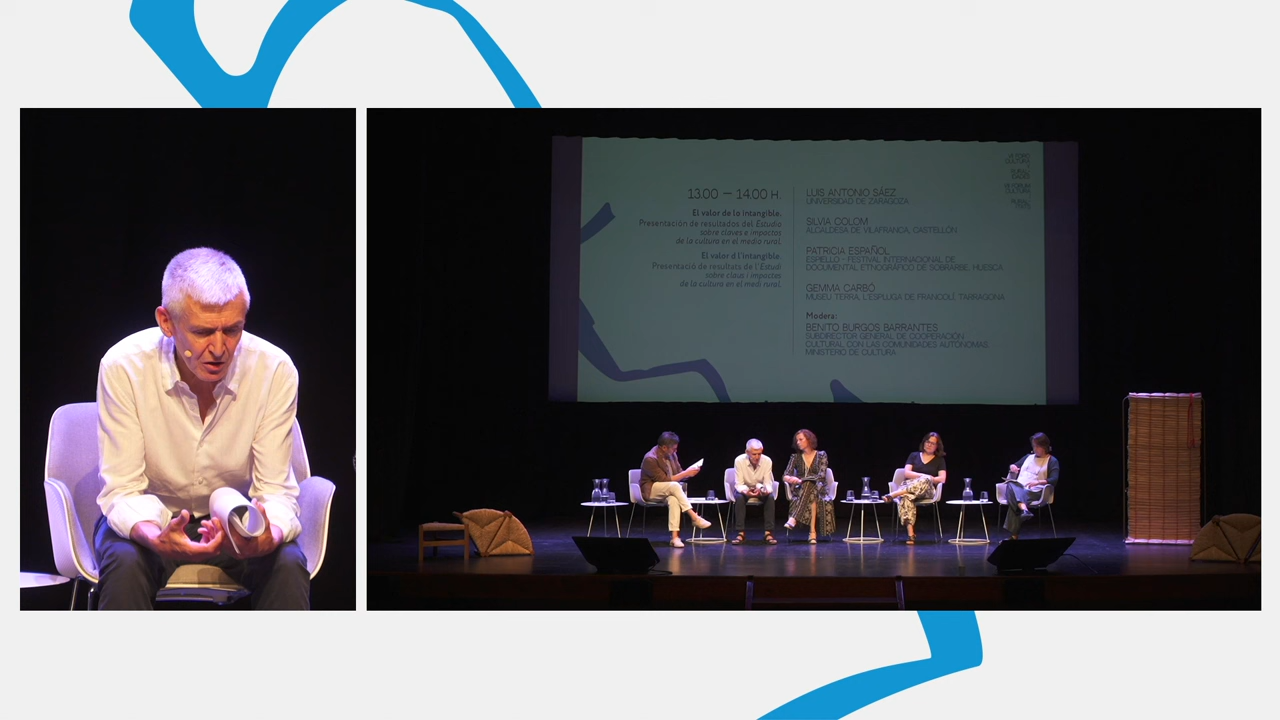 13.00 — 14.00 H.
El valor de lo intangible.
Presentación de resultados del Estudio
sobre claves e impactos
de la cultura en el medio rural.
El valor d l'intangible.
Presentació de resultats de l'Estudi
sobre claus i impactes
de la cultura en el medi rural.
LUIS ANTONIO SÁEZ
UNIVERSIDAD DE ZARAGOZA
SILVIA COLOM
ALCALDESA DE VILAFRANCA, CASTELLÓN
PATRICIA ESPAÑOL
ESPIELLO - FESTIVAL INTERNACIONAL DE
DOCUMENTAL ETNOGRÁFICO DE SOBRARBE, HUESCA
GEMMA CARBÓ
MUSEU TERRA, L'ESPLUGA DE FRANCOLÍ, TARRAGONA
Modera:
BENITO BURGOS BARRANTES
SUBDIRECTOR GENERAL DE COOPERACIÓN
CULTURAL CON LAS COMUNIDADES AUTÓNOMAS
MINISTERIO DE CULTURA